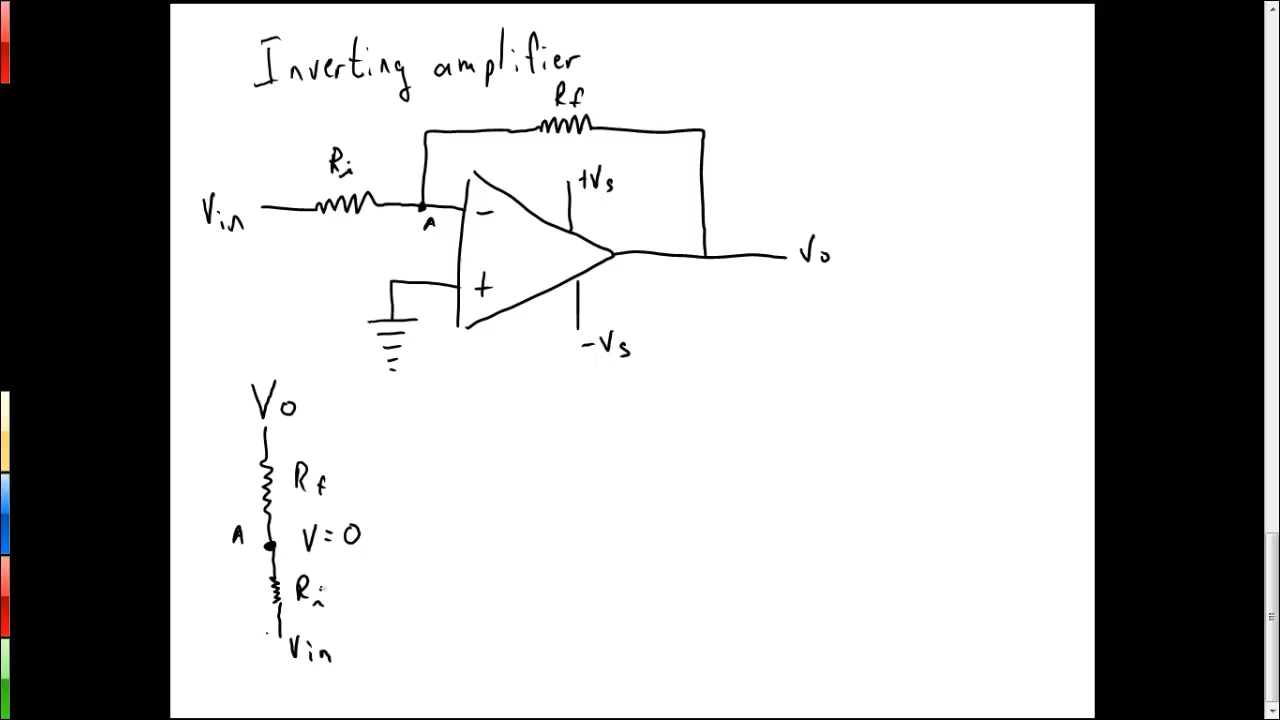 Inverting amplifier
Rf
Ri
+Vs
Vin
A
-
Vo
+
-Vs
Vo
Rf
A V=0
Ri
Vin